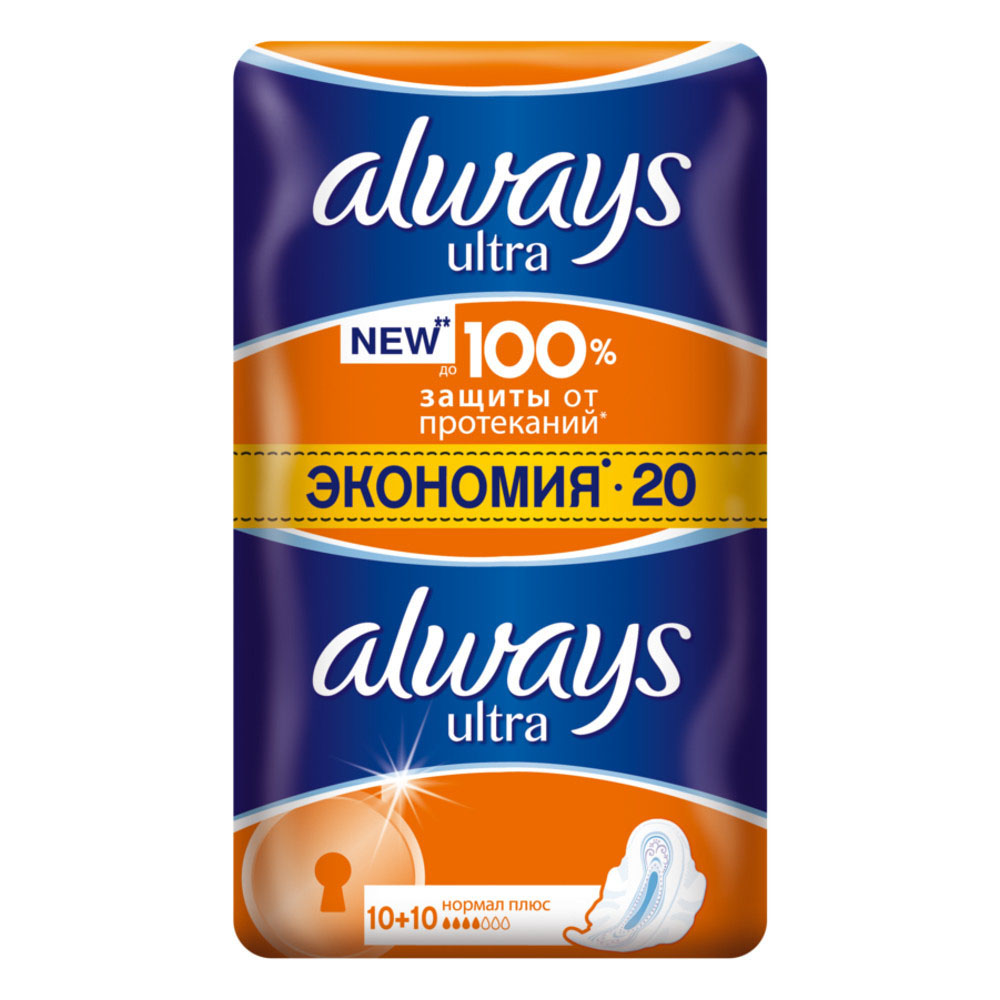 always
ultra
NEW**
до 100%
защиты от
протеканий*
ЭКОНОМИЯ• · 20
always
ultra
нормал плюс
10+10